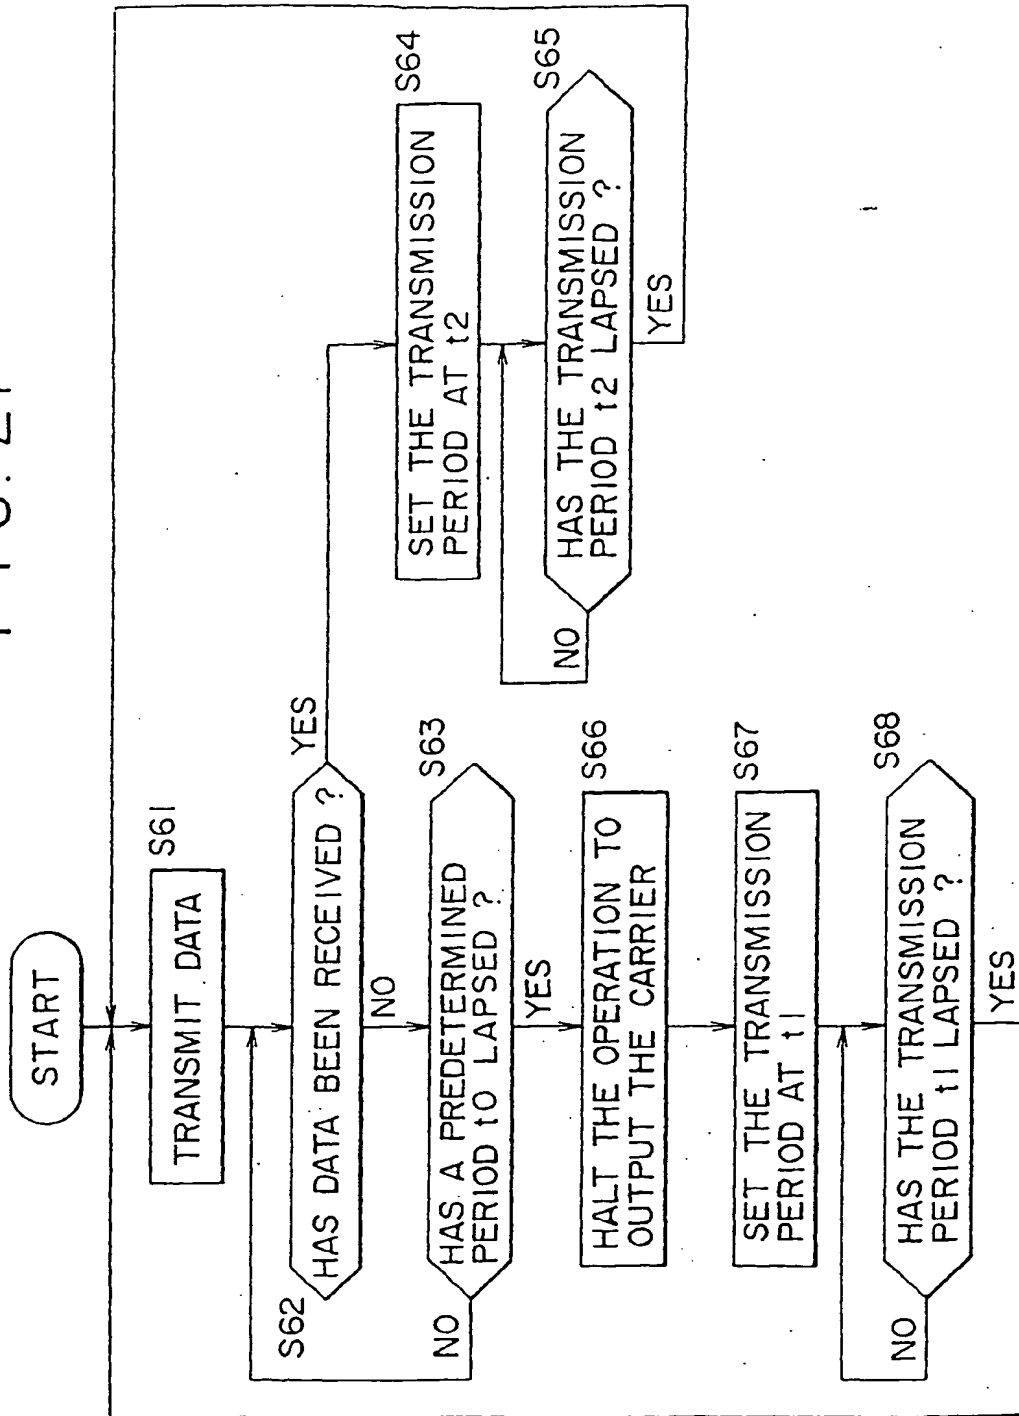 START
TRANSMIT DATA
S61
S62
HAS DATA BEEN RECEIVED ?
YES
NO
HAS A PREDETERMINED
PERIOD t0 LAPSED ?
S63
NO
YES
HALT THE OPERATION TO
OUTPUT THE CARRIER
S66
SET THE TRANSMISSION
PERIOD AT t1
S67
HAS THE TRANSMISSION
PERIOD t1 LAPSED ?
S68
NO
YES
SET THE TRANSMISSION
PERIOD AT t2
S64
HAS THE TRANSMISSION
PERIOD t2 LAPSED ?
S65
NO
YES